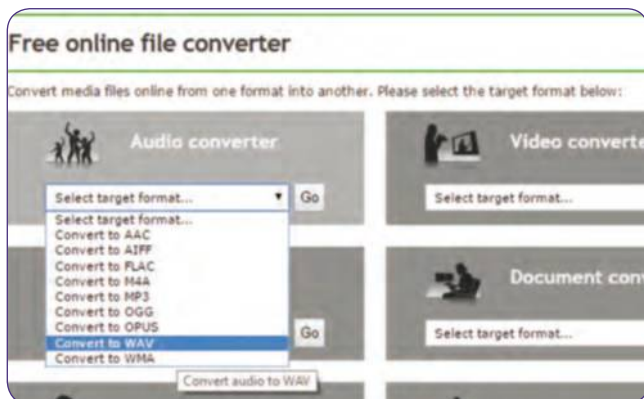 Free online file converter
Convert media files online from one format into another. Please select the target format below:
Audio converter
Select target format...
Go
Select target format...
Convert to AAC
Convert to AIFF
Convert to FLAC
Convert to M4A
Convert to MP3
Convert to OGG
Convert to OPUS
Convert to WAV
Convert to WMA
Convert audio to WAV
Go
Video converte
Select target format...
Document con
Select target format...